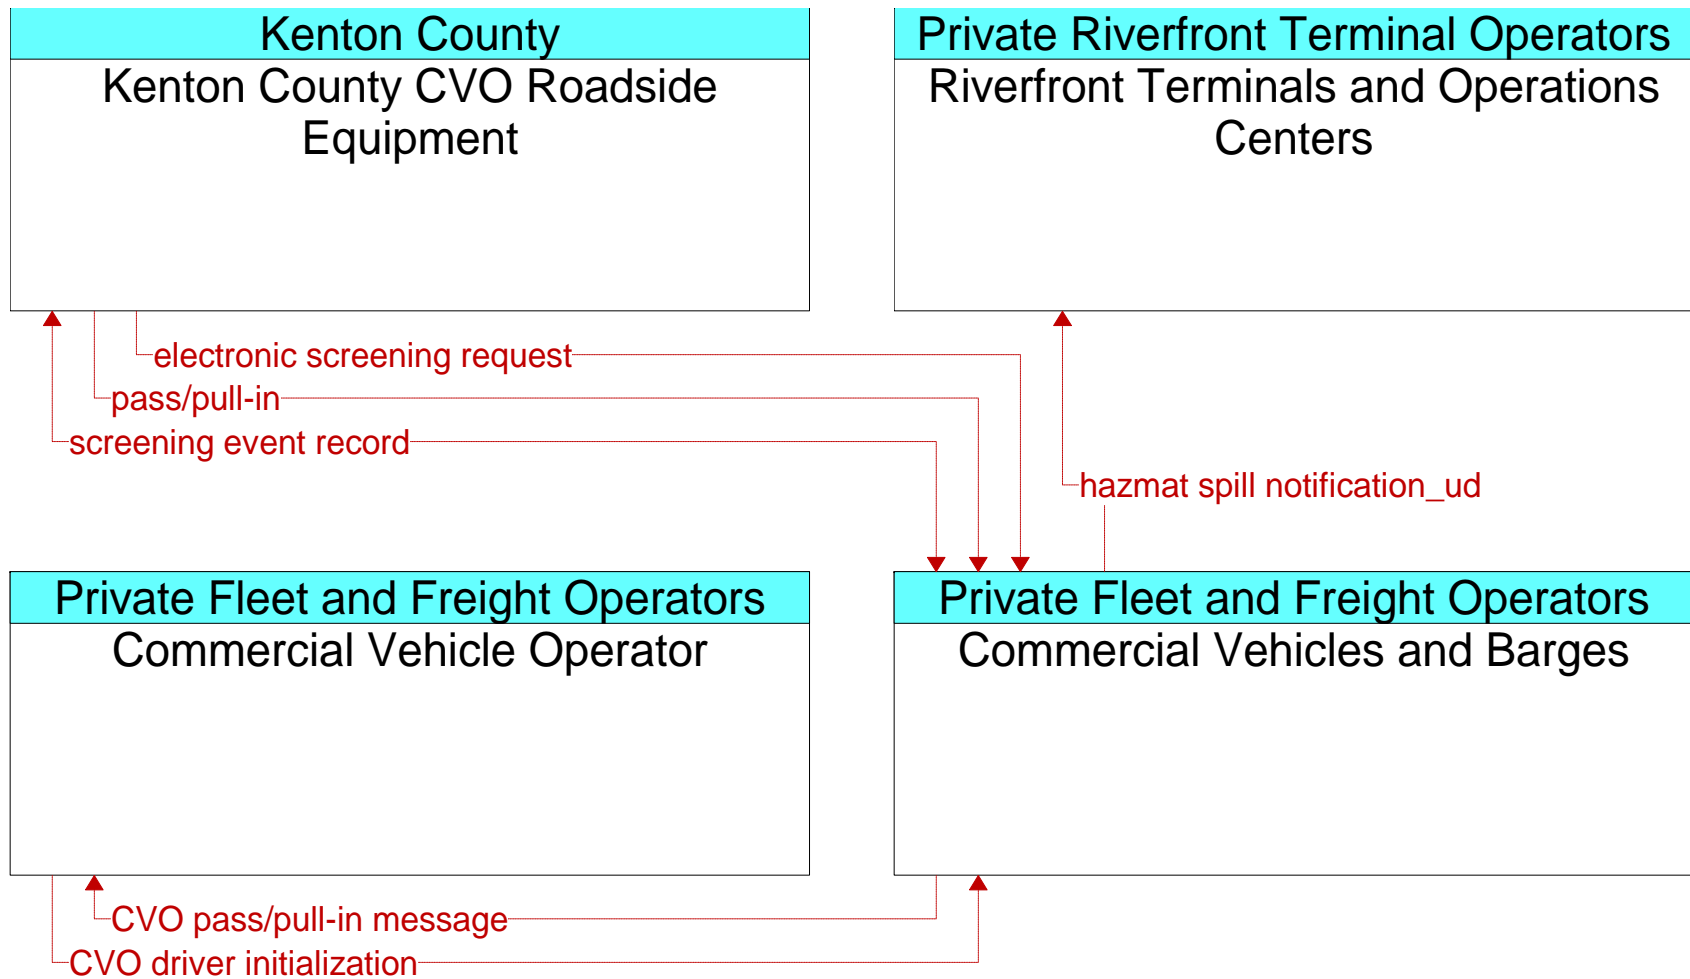 Kenton County
Kenton County CVO Roadside
Equipment
Private Riverfront Terminal Operators
Riverfront Terminals and Operations
Centers
electronic screening request
pass/pull-in
screening event record
hazmat spill notification_ud
Private Fleet and Freight Operators
Commercial Vehicle Operator
Private Fleet and Freight Operators
Commercial Vehicles and Barges
CVO pass/pull-in message
CVO driver initialization